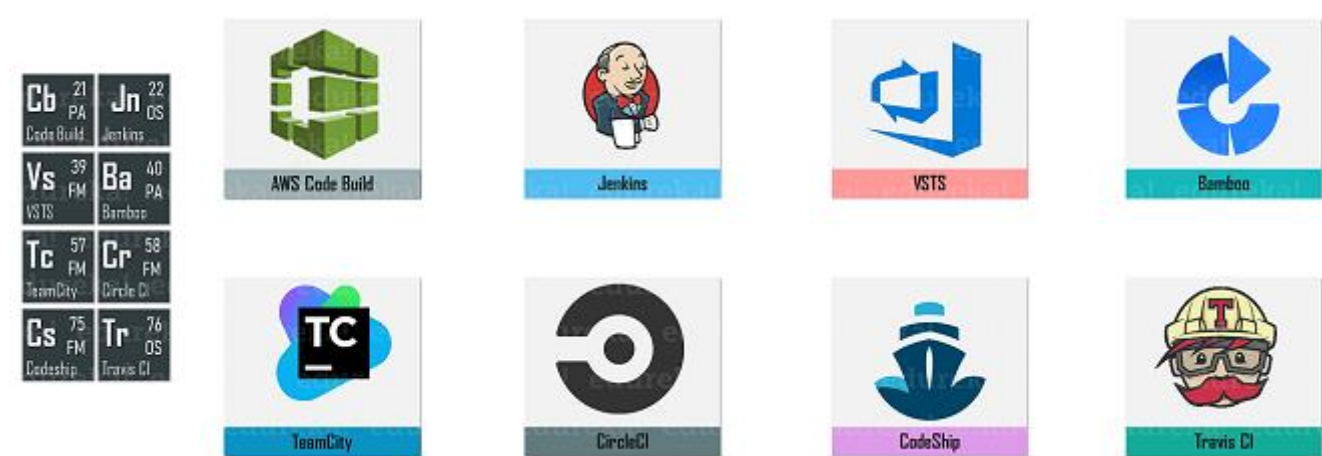 Cb 21 PA
Code Build
Jn 22 OS
Jenkins
Vs 39 FM
VSTS
Ba 40 PA
Bamboo
Tc 57 FM
TeamCity
Cr 58 FM
Circle CI
Cs 75 FM
Codeship
Tr 76 OS
Travis CI
AWS Code Build
Jenkins
VSTS
Bamboo
TC
TeamCity
CircleCI
CodeShip
T
Travis CI